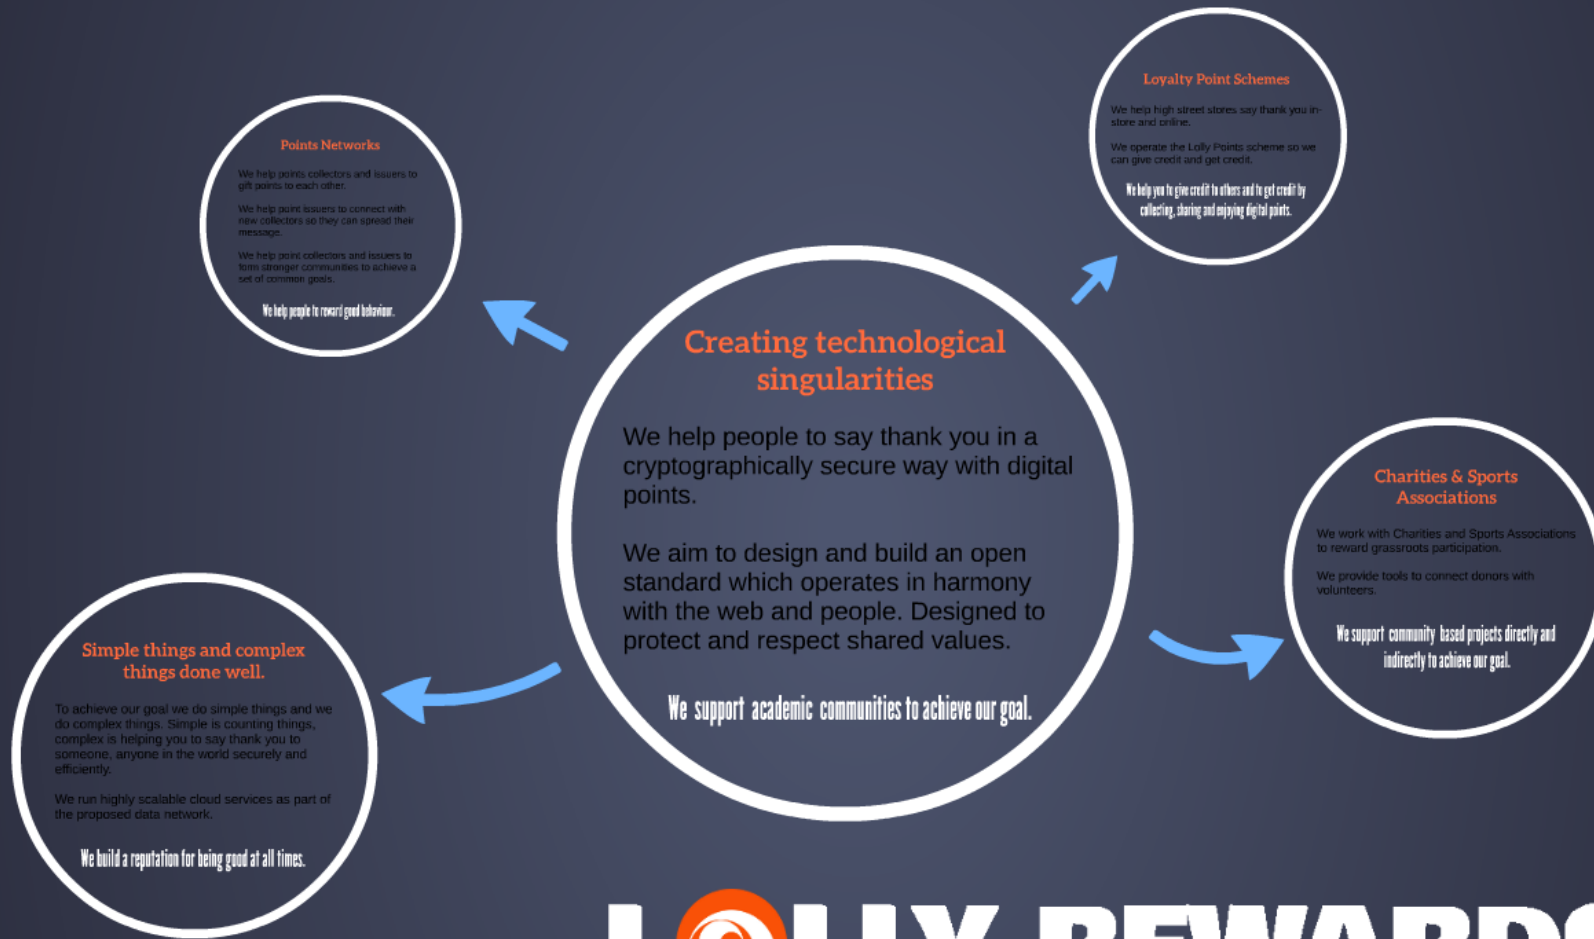 Points Networks
We help points collectors and issuers to
gift points to each other.
We help point issuers to connect with
new collectors so they can spread their
message.
We help point collectors and issuers to
form stronger communities to achieve a
set of common goals.
We help people to reward good behaviour.
Loyalty Point Schemes
We help high street stores say thank you in-
store and online.
We operate the Lolly Points scheme so we
can give credit and get credit.
We help you to give credit to others and to get credit by
collecting, sharing and enjoying digital points.
Creating technological
singularities
We help people to say thank you in a
cryptographically secure way with digital
points.
We aim to design and build an open
standard which operates in harmony
with the web and people. Designed to
protect and respect shared values.
We support academic communities to achieve our goal.
Charities & Sports
Associations
We work with Charities and Sports Associations
to reward grassroots participation.
We provide tools to connect donors with
volunteers.
We support community based projects directly and
indirectly to achieve our goal.
Simple things and complex
things done well.
To achieve our goal we do simple things and we
do complex things. Simple is counting things,
complex is helping you to say thank you to
someone, anyone in the world securely and
efficiently.
We run highly scalable cloud services as part of
the proposed data network.
We build a reputation for being good at all times.
LOLLY REWARDS